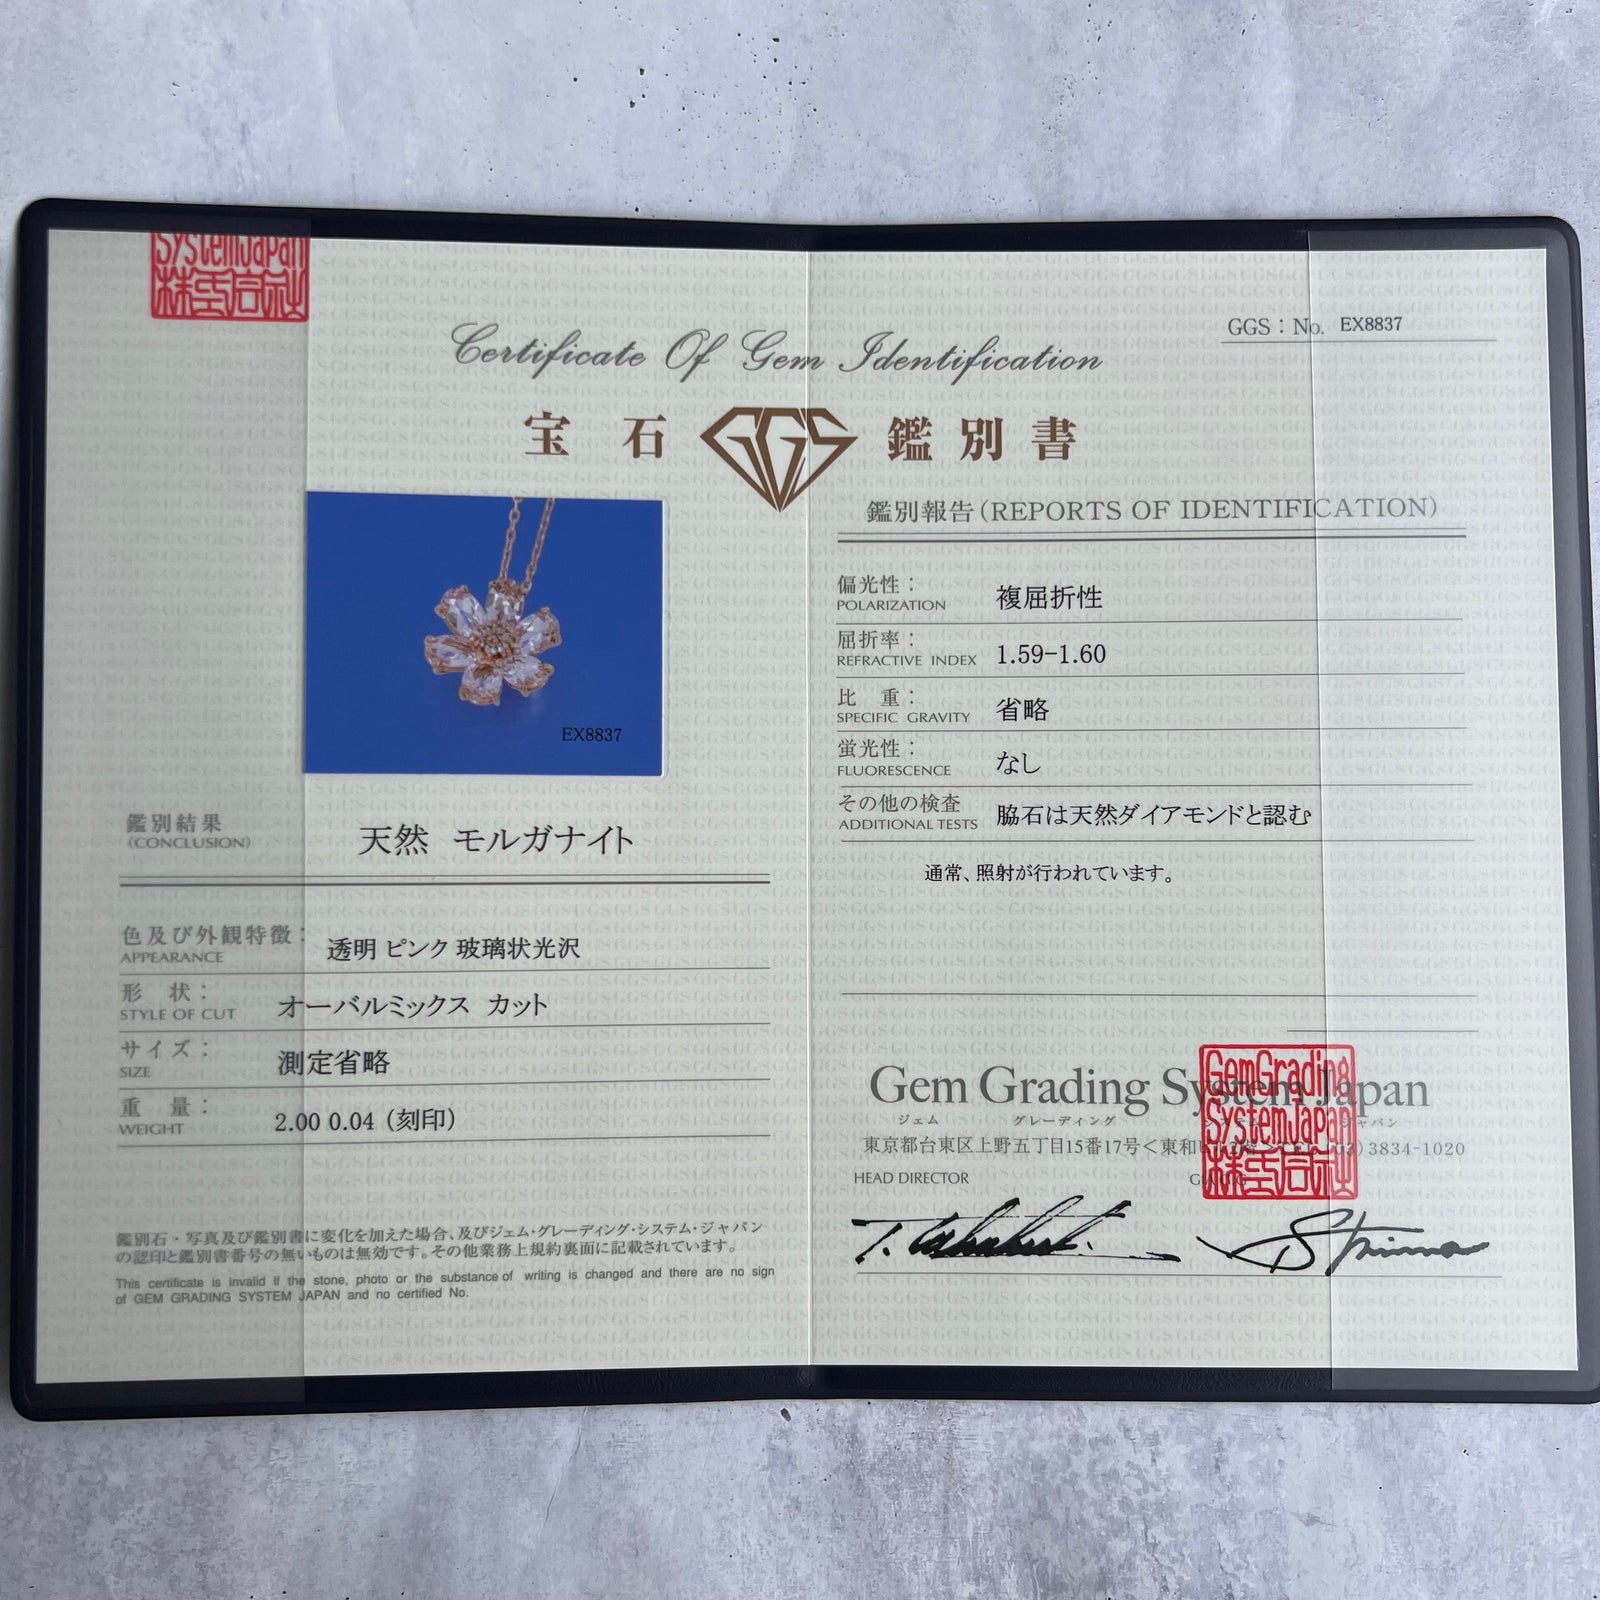 SystemJapan
株式会社
Certificate Of Gem Identification
宝石 GGS 鑑別書
EX8837
鑑別結果
(CONCLUSION)
天然 モルガナイト
色及び外観特徴:
APPEARANCE
透明 ピンク 玻璃状光沢
形 状:
STYLE OF CUT
オーバルミックス カット
サイズ:
SIZE
測定省略
重 量:
WEIGHT
2.00 0.04 (刻印)
鑑別石・写真及び鑑別書に変化を加えた場合、及びジェム・グレーディング・システム・ジャパン
の認印と鑑別書番号の無いものは無効です。その他業務上規約裏面に記載されています。
This certificate is invalid if the stone, photo or the substance of writing is changed and there are no sign
of GEM GRADING SYSTEM JAPAN and no certified No.
GGS:No. EX8837
鑑別報告(REPORTS OF IDENTIFICATION)
偏光性:
POLARIZATION
複屈折性
屈折率:
REFRACTIVE INDEX
1.59-1.60
比 重:
SPECIFIC GRAVITY
省略
蛍光性:
FLUORESCENCE
なし
その他の検査
ADDITIONAL TESTS
脇石は天然ダイアモンドと認む
通常、照射が行われています。
Gem Grading System Japan
ジェム グレーディング ジャパン
東京都台東区上野五丁目15番17号<東和 3834-1020
HEAD DIRECTOR
GemGrading
SystemJapan
株式会社